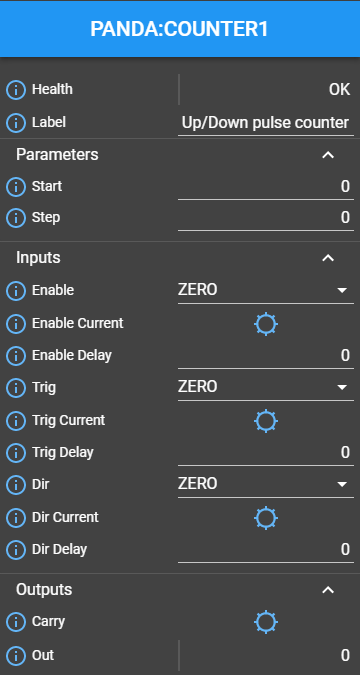 PANDA:COUNTER1
Health OK
Label Up/Down pulse counter
Parameters
Start 0
Step 0
Inputs
Enable ZERO
Enable Current
Enable Delay 0
Trig ZERO
Trig Current
Trig Delay 0
Dir ZERO
Dir Current
Dir Delay 0
Outputs
Carry
Out 0